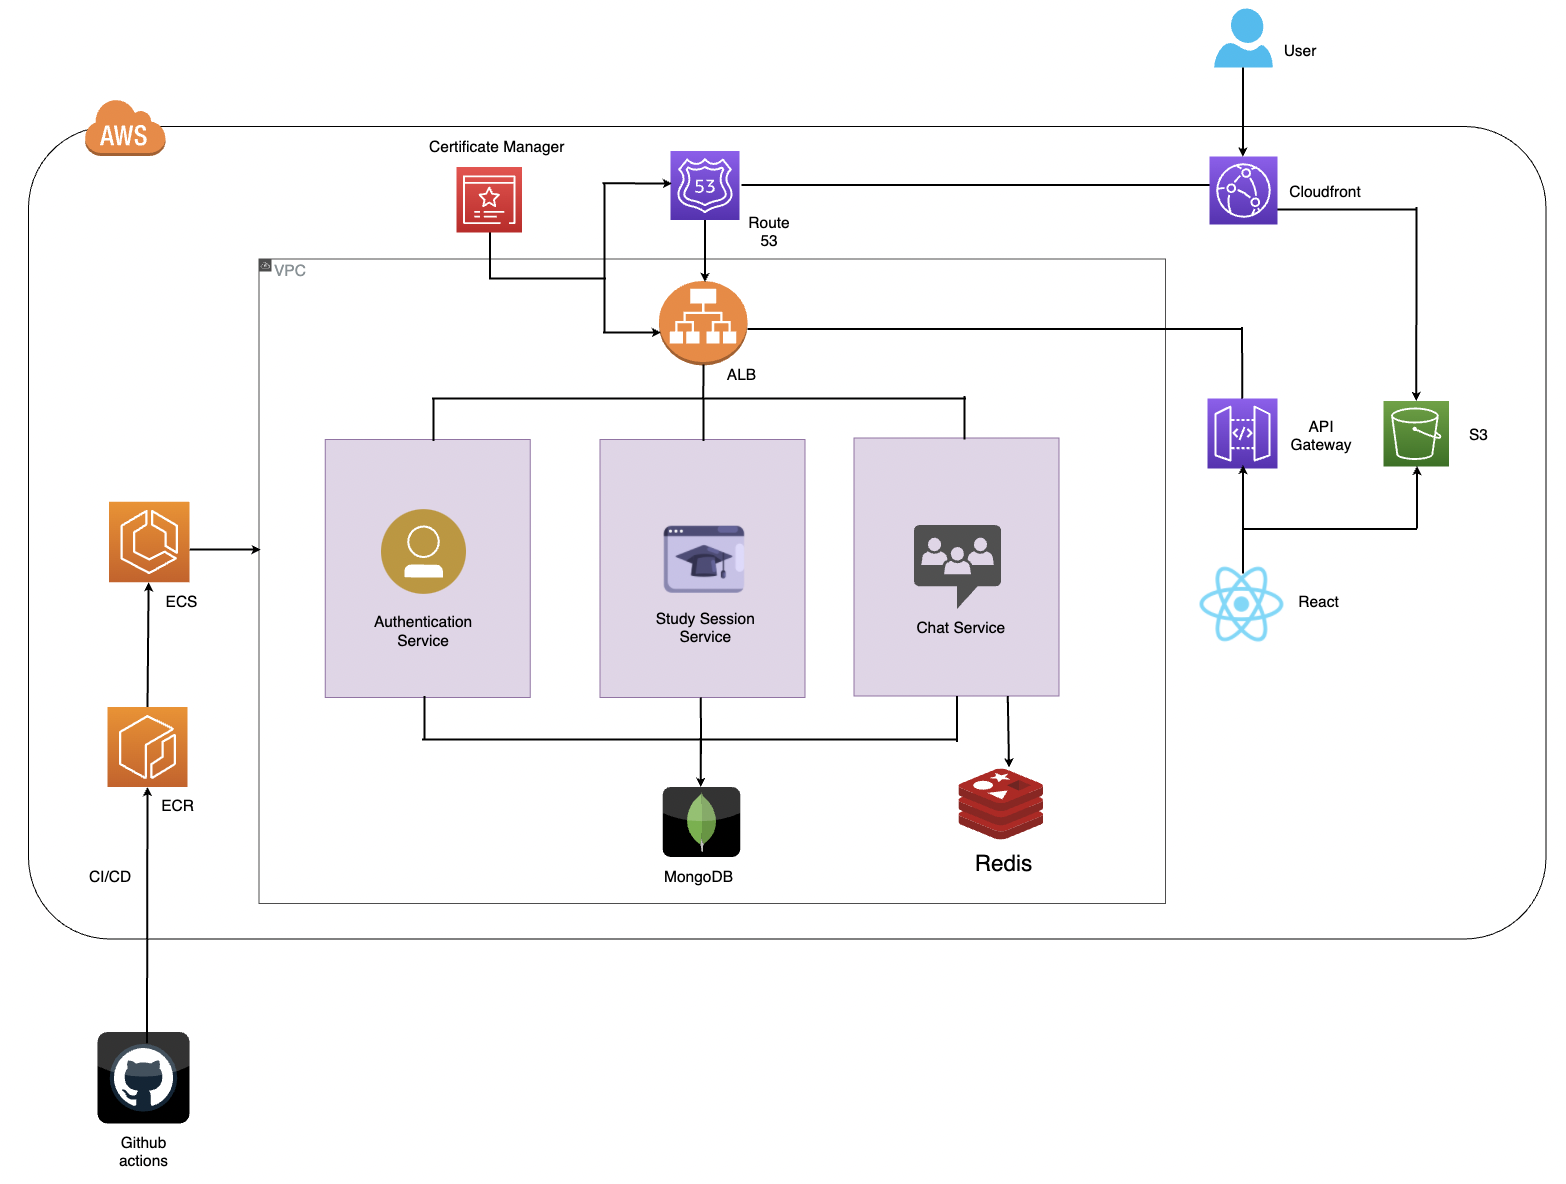 User
AWS
Certificate Manager
53
Cloudfront
Route
53
VPC
ALB
</>
API
Gateway
S3
ECS
Authentication
Service
Study Session
Service
Chat Service
React
ECR
CI/CD
MongoDB
Redis
Github
actions